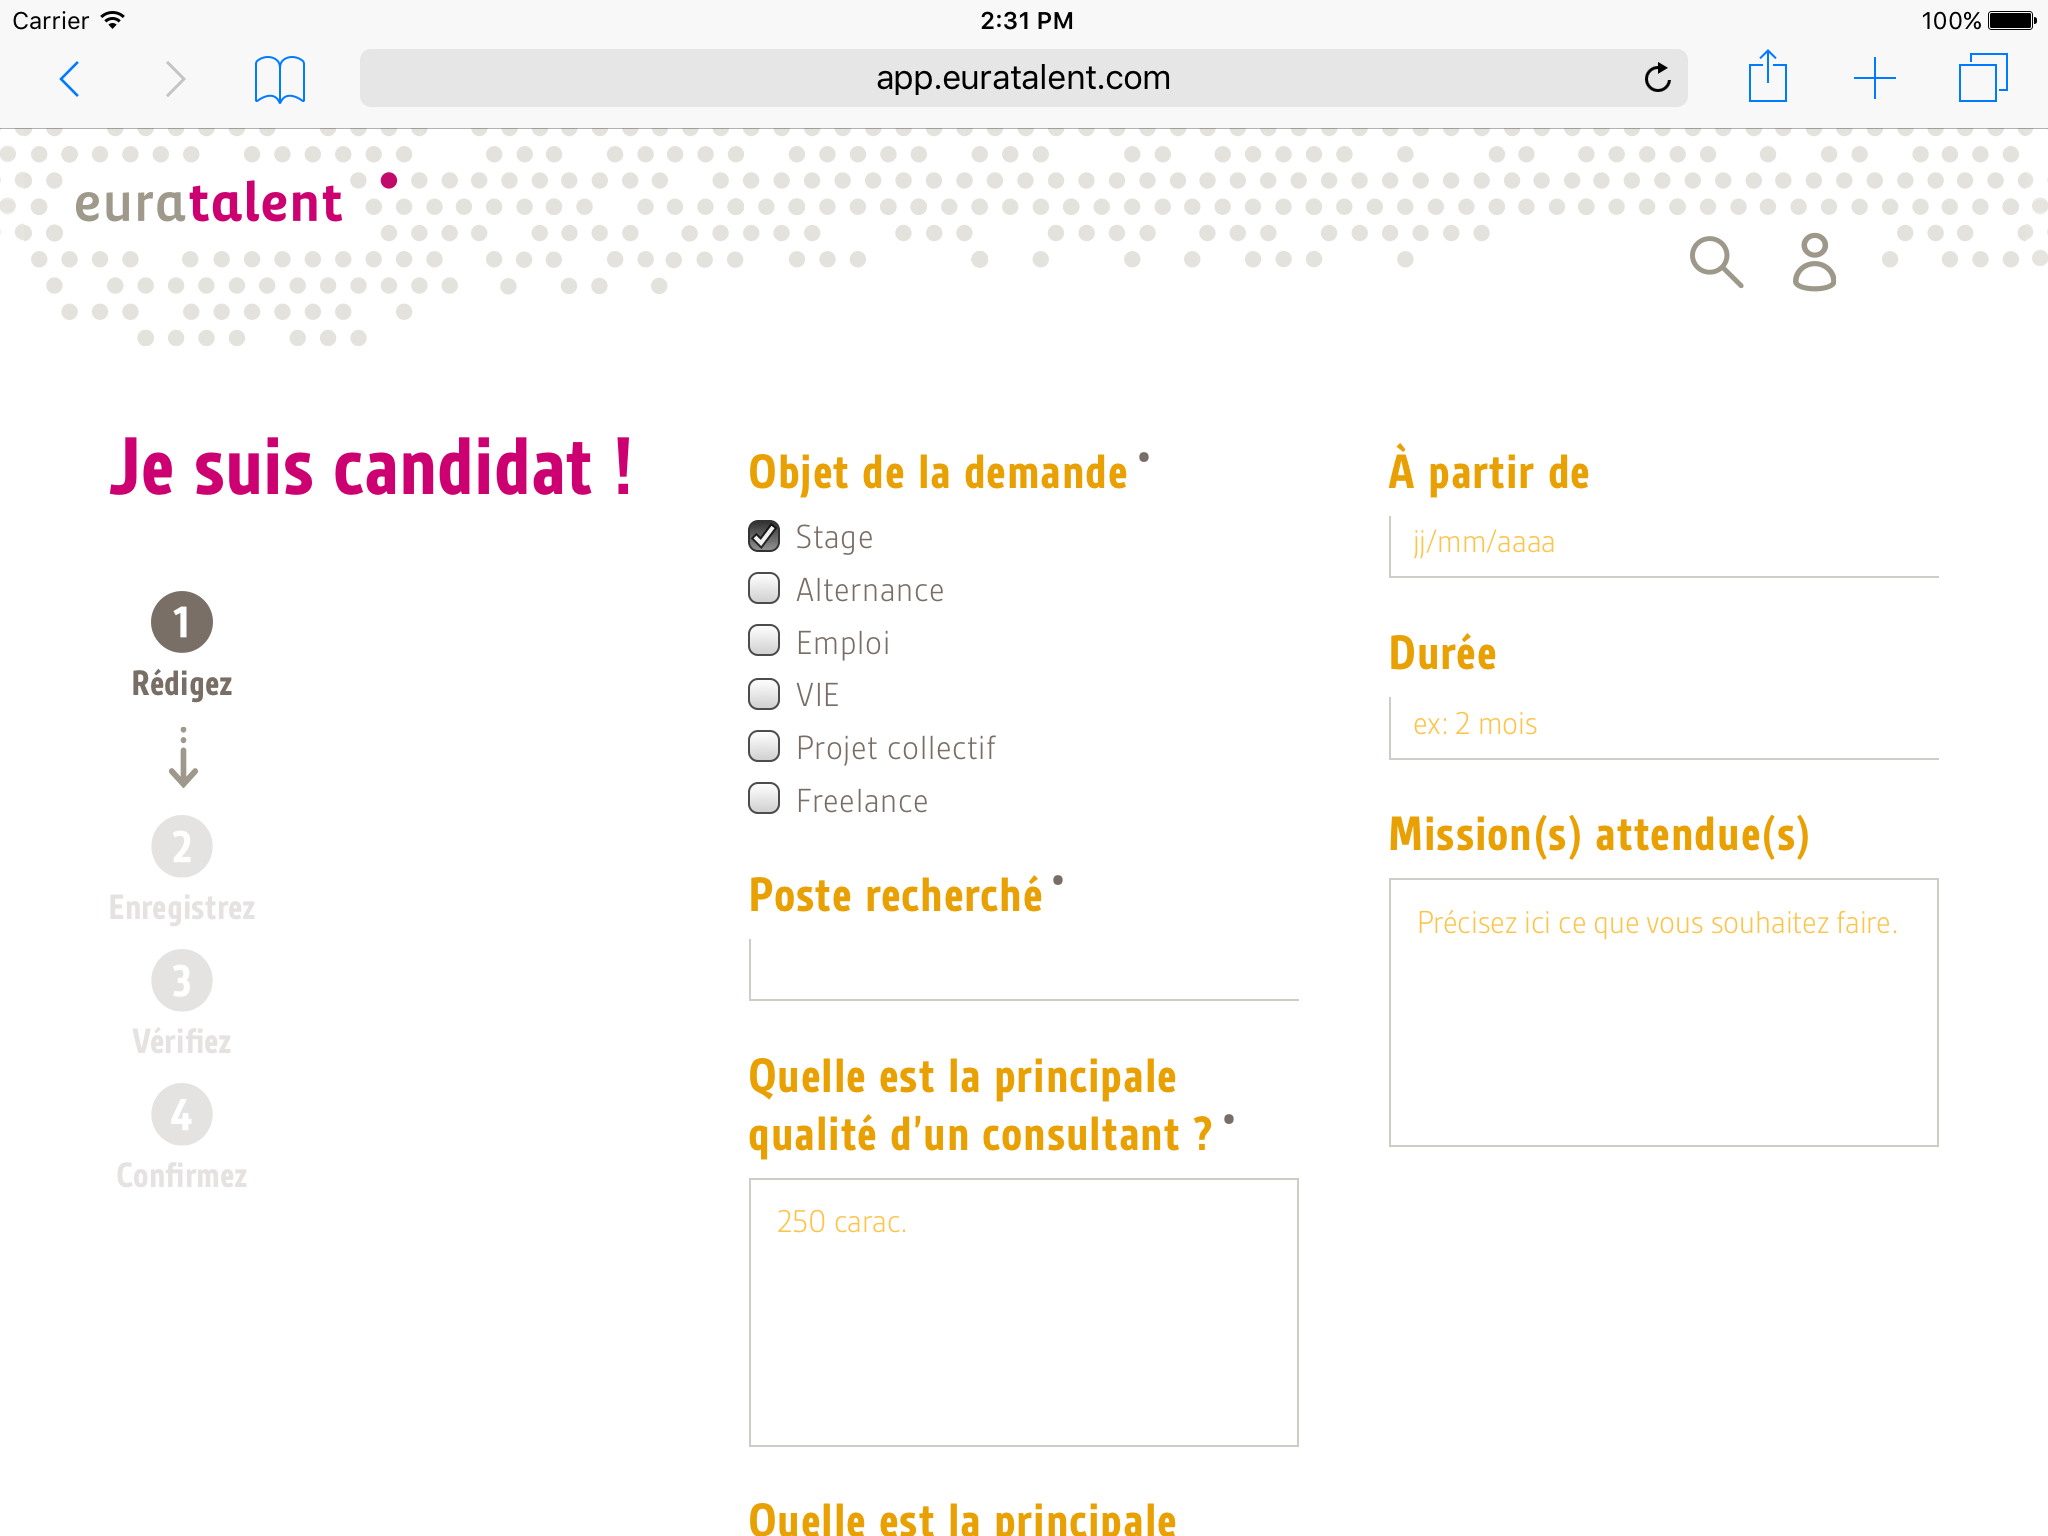 Carrier
2:31 PM
100%
app.euratalent.com
euratalent
Je suis candidat !
1
Rédigez
2
Enregistrez
3
Vérifiez
4
Confirmez
Objet de la demande
Stage
Alternance
Emploi
VIE
Projet collectif
Freelance
Poste recherché
Quelle est la principale
qualité d'un consultant ?
250 carac.
Quelle est la principale
À partir de
jj/mm/aaaa
Durée
ex: 2 mois
Mission(s) attendue(s)
Précisez ici ce que vous souhaitez faire.